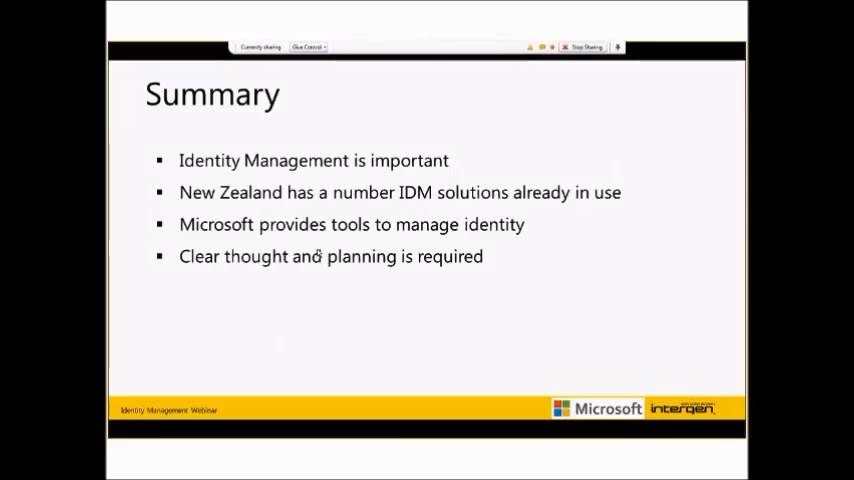 Currently sharing Give Control Stop Sharing
Summary
▪ Identity Management is important
▪ New Zealand has a number IDM solutions already in use
▪ Microsoft provides tools to manage identity
▪ Clear thought and planning is required
Identity Management Webinar
Microsoft intergen